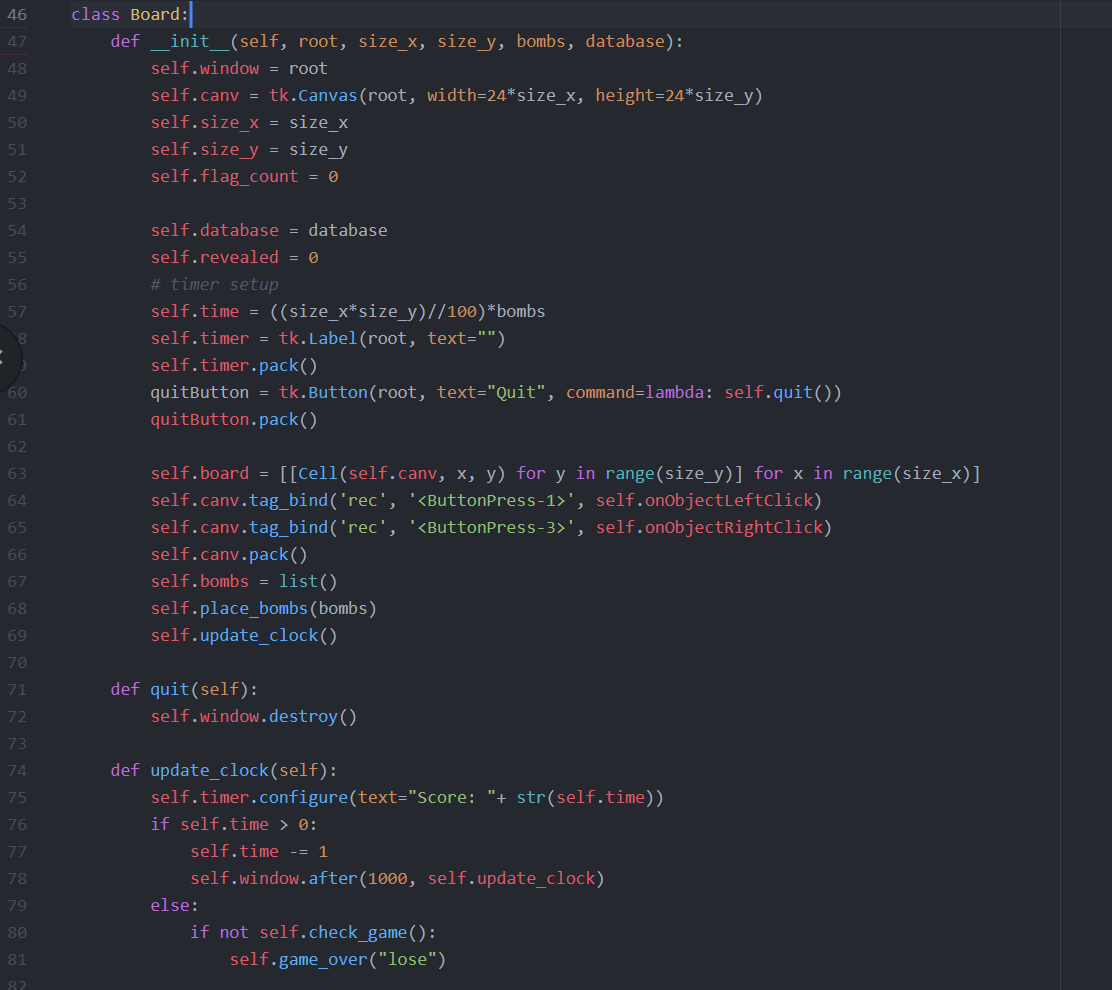 46 class Board:
47 def __init__(self, root, size_x, size_y, bombs, database):
48 self.window = root
49 self.canv = tk.Canvas(root, width=24*size_x, height=24*size_y)
50 self.size_x = size_x
51 self.size_y = size_y
52 self.flag_count = 0
53
54 self.database = database
55 self.revealed = 0
56 # timer setup
57 self.time = ((size_x*size_y)//100)*bombs
8 self.timer = tk.Label(root, text="")
9 self.timer.pack()
60 quitButton = tk.Button(root, text="Quit", command=lambda: self.quit())
61 quitButton.pack()
62
63 self.board = [[Cell(self.canv, x, y) for y in range(size_y)] for x in range(size_x)]
64 self.canv.tag_bind('rec', '<ButtonPress-1>', self.onObjectLeftClick)
65 self.canv.tag_bind('rec', '<ButtonPress-3>', self.onObjectRightClick)
66 self.canv.pack()
67 self.bombs = list()
68 self.place_bombs(bombs)
69 self.update_clock()
70
71 def quit(self):
72 self.window.destroy()
73
74 def update_clock(self):
75 self.timer.configure(text="Score: "+ str(self.time))
76 if self.time > 0:
77 self.time -= 1
78 self.window.after(1000, self.update_clock)
79 else:
80 if not self.check_game():
81 self.game_over("lose")
82